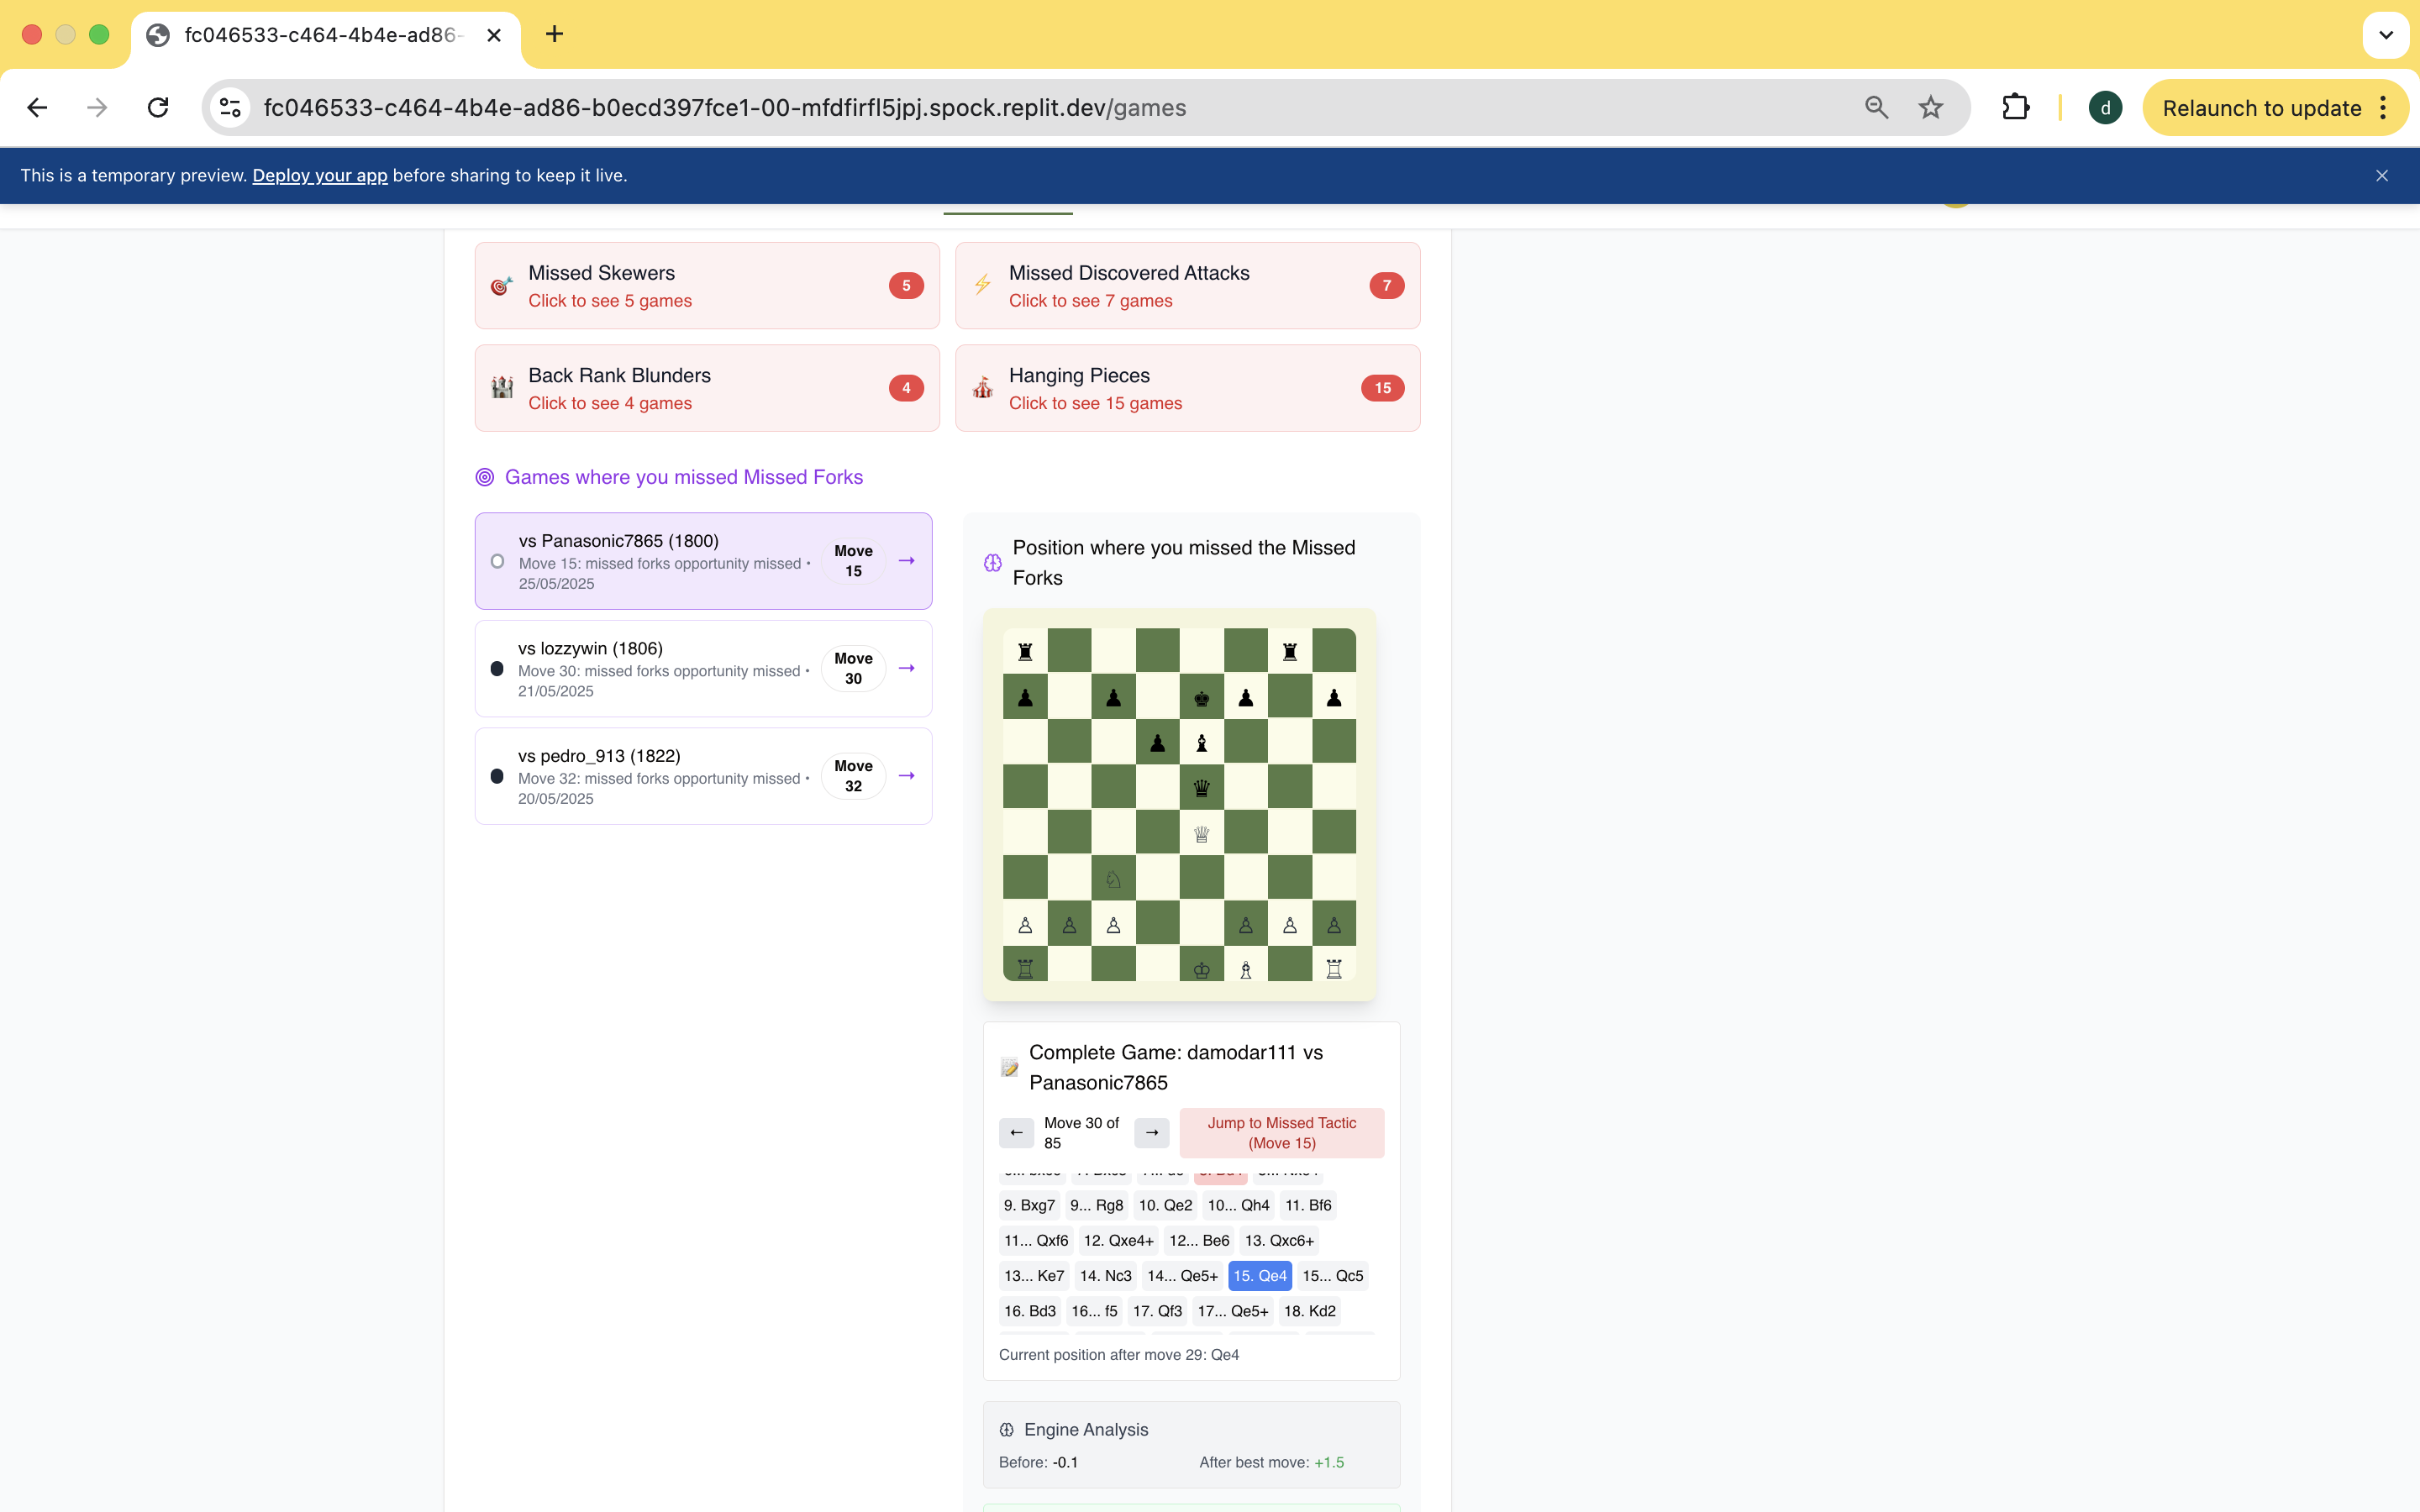 fc046533-c464-4b4e-ad86-
fc046533-c464-4b4e-ad86-b0ecd397fce1-00-mfdfirfl5jpj.spock.replit.dev/games
d
Relaunch to update
This is a temporary preview. Deploy your app before sharing to keep it live.
Missed Skewers
Click to see 5 games
5
Missed Discovered Attacks
Click to see 7 games
7
Back Rank Blunders
Click to see 4 games
4
Hanging Pieces
Click to see 15 games
15
Games where you missed Missed Forks
vs Panasonic7865 (1800)
Move 15: missed forks opportunity missed •
25/05/2025
Move
15
→
vs lozzywin (1806)
Move 30: missed forks opportunity missed •
21/05/2025
Move
30
→
vs pedro_913 (1822)
Move 32: missed forks opportunity missed •
20/05/2025
Move
32
→
Position where you missed the Missed
Forks
Complete Game: damodar111 vs
Panasonic7865
←
Move 30 of
85
→
Jump to Missed Tactic
(Move 15)
9. Bxg7 9... Rg8 10. Qe2 10... Qh4 11. Bf6
11... Qxf6 12. Qxe4+ 12... Be6 13. Qxc6+
13... Ke7 14. Nc3 14... Qe5+ 15. Qe4 15... Qc5
16. Bd3 16... f5 17. Qf3 17... Qe5+ 18. Kd2
Current position after move 29: Qe4
Engine Analysis
Before: -0.1
After best move: +1.5